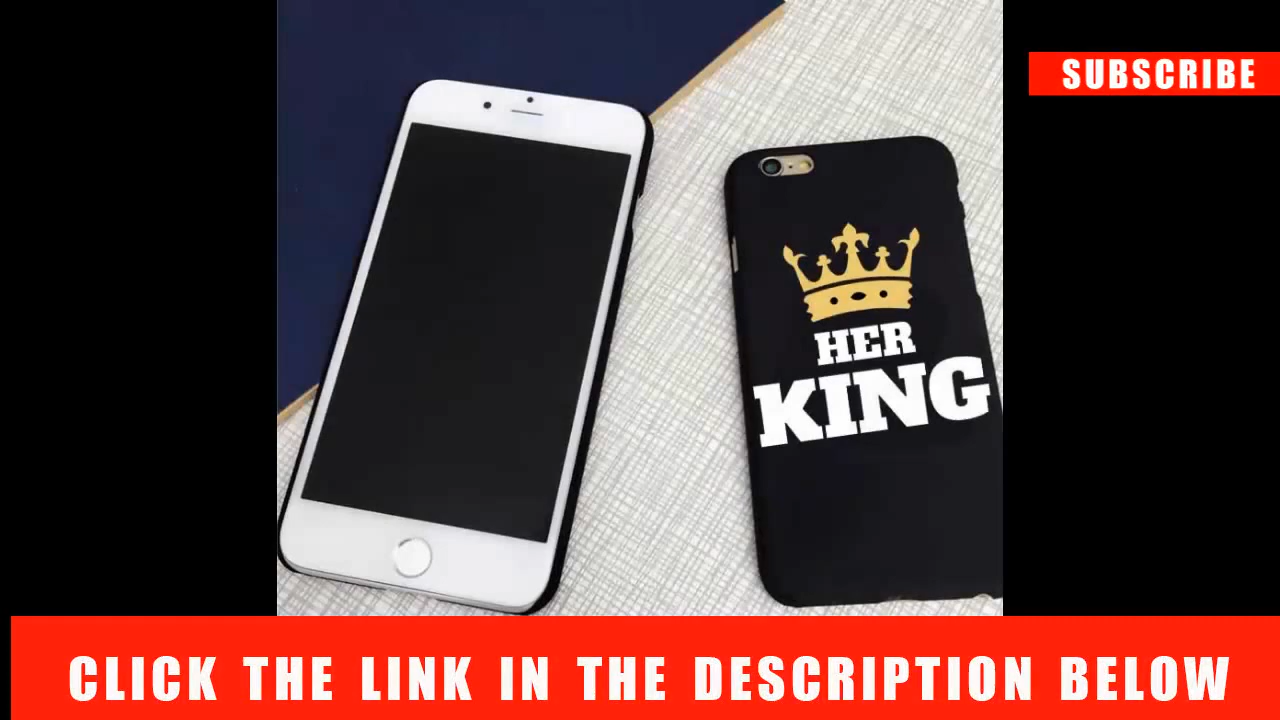 SUBSCRIBE
HER
KING
CLICK THE LINK IN THE DESCRIPTION BELOW